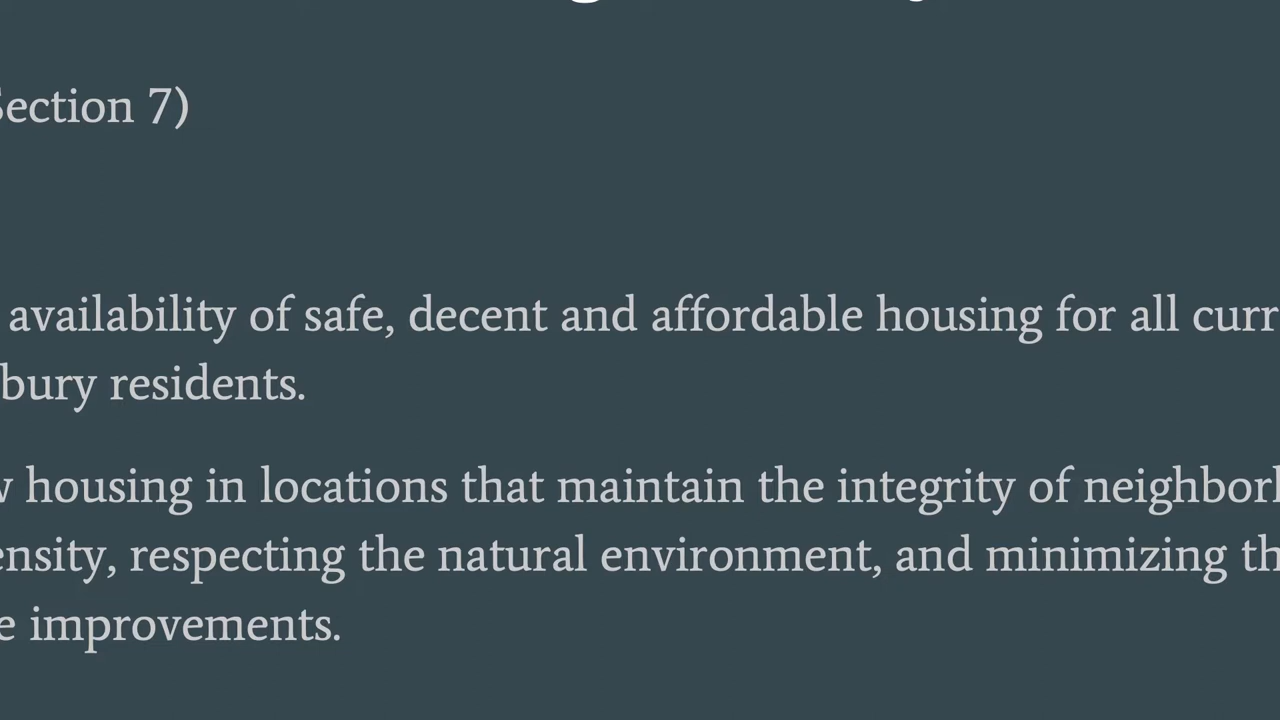 Section 7)
availability of safe, decent and affordable housing for all curr
bury residents.
housing in locations that maintain the integrity of neighbor
ensity, respecting the natural environment, and minimizing th
e improvements.